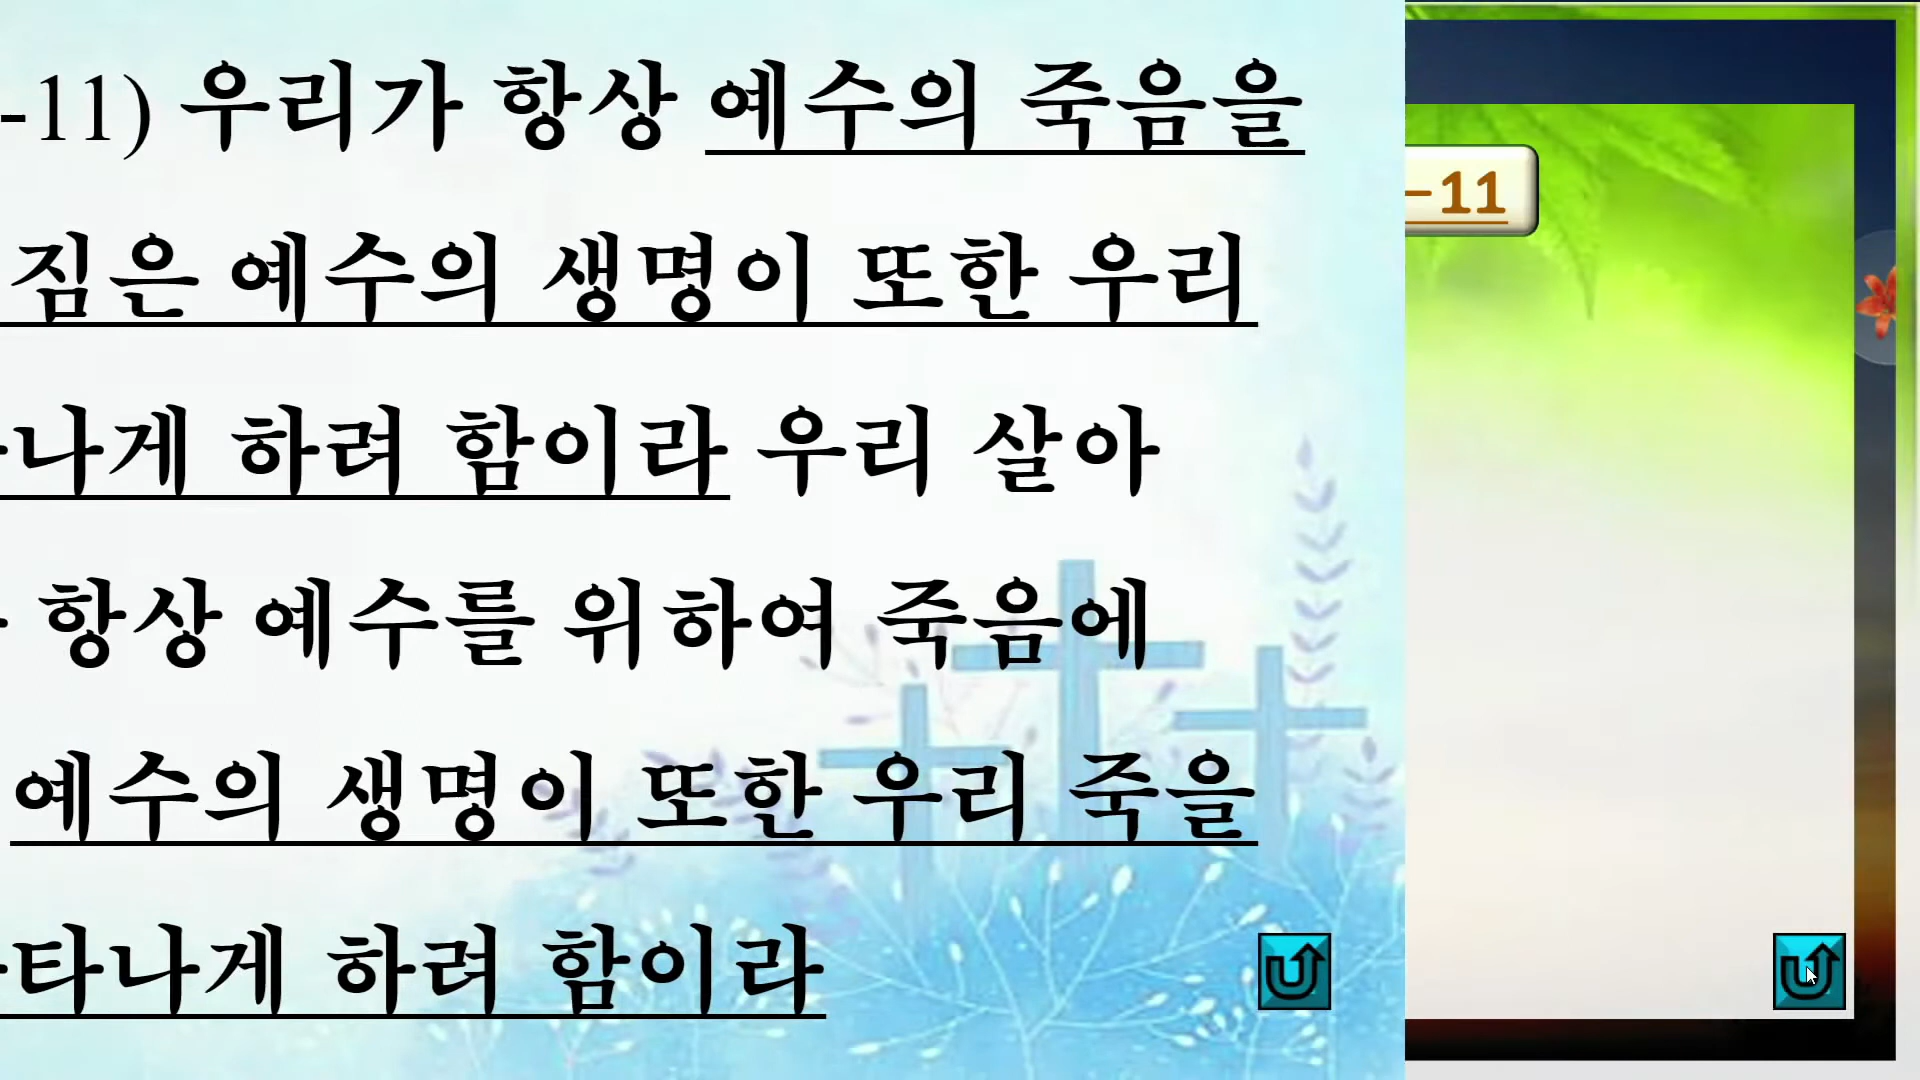 -11) 우리가 항상 예수의 죽음을
짐은 예수의 생명이 또한 우리
나게 하려 함이라 우리 살아
항상 예수를 위하여 죽음에
예수의 생명이 또한 우리 죽을
타나게 하려 함이라
-11